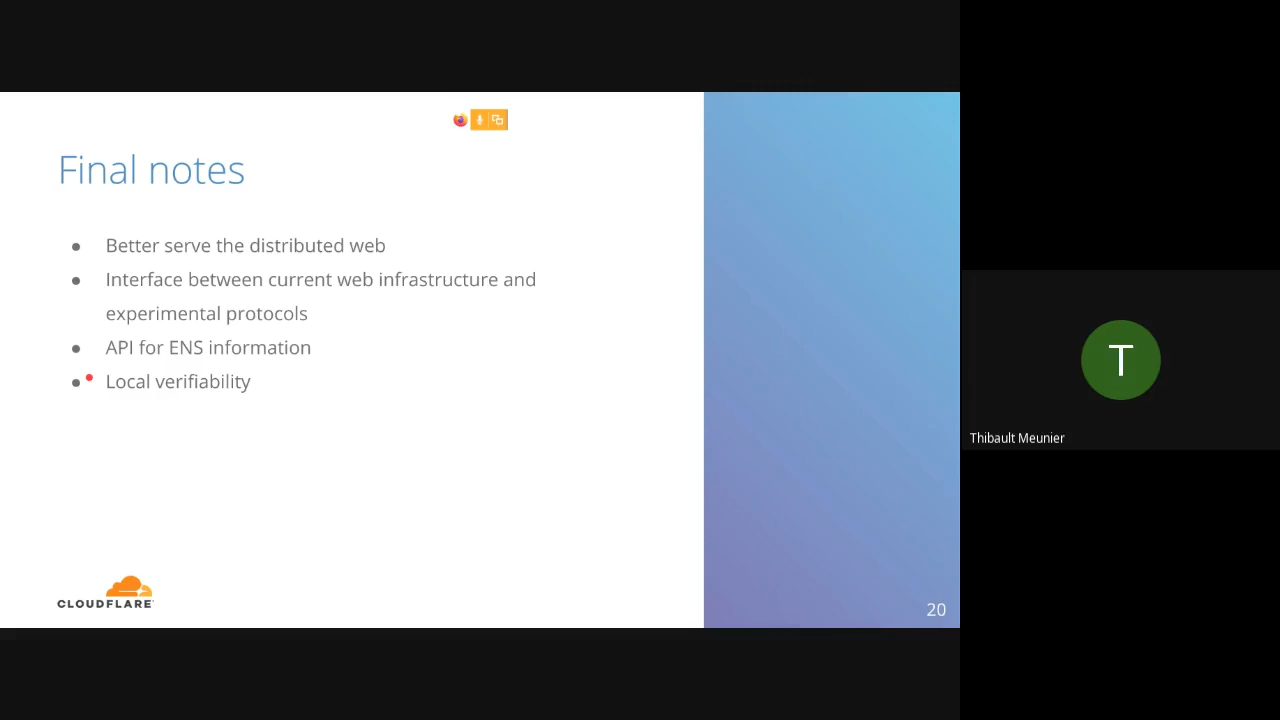 Final notes
● Better serve the distributed web
● Interface between current web infrastructure and
experimental protocols
● API for ENS information
● Local verifiability
CLOUDFLARE
20
T
Thibault Meunier